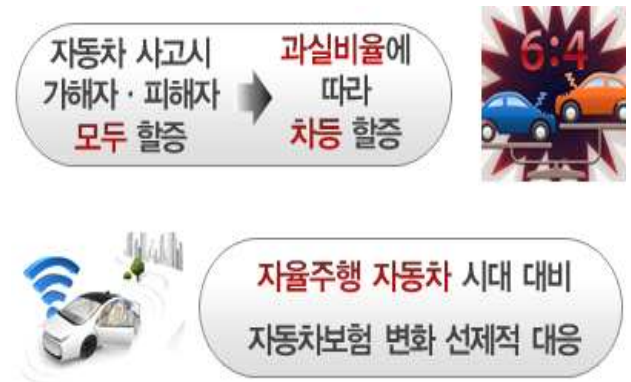 자동차 사고시
가해자 · 피해자
모두 할증
과실비율에
따라
차등 할증
6:4
자율주행 자동차 시대 대비
자동차보험 변화 선제적 대응